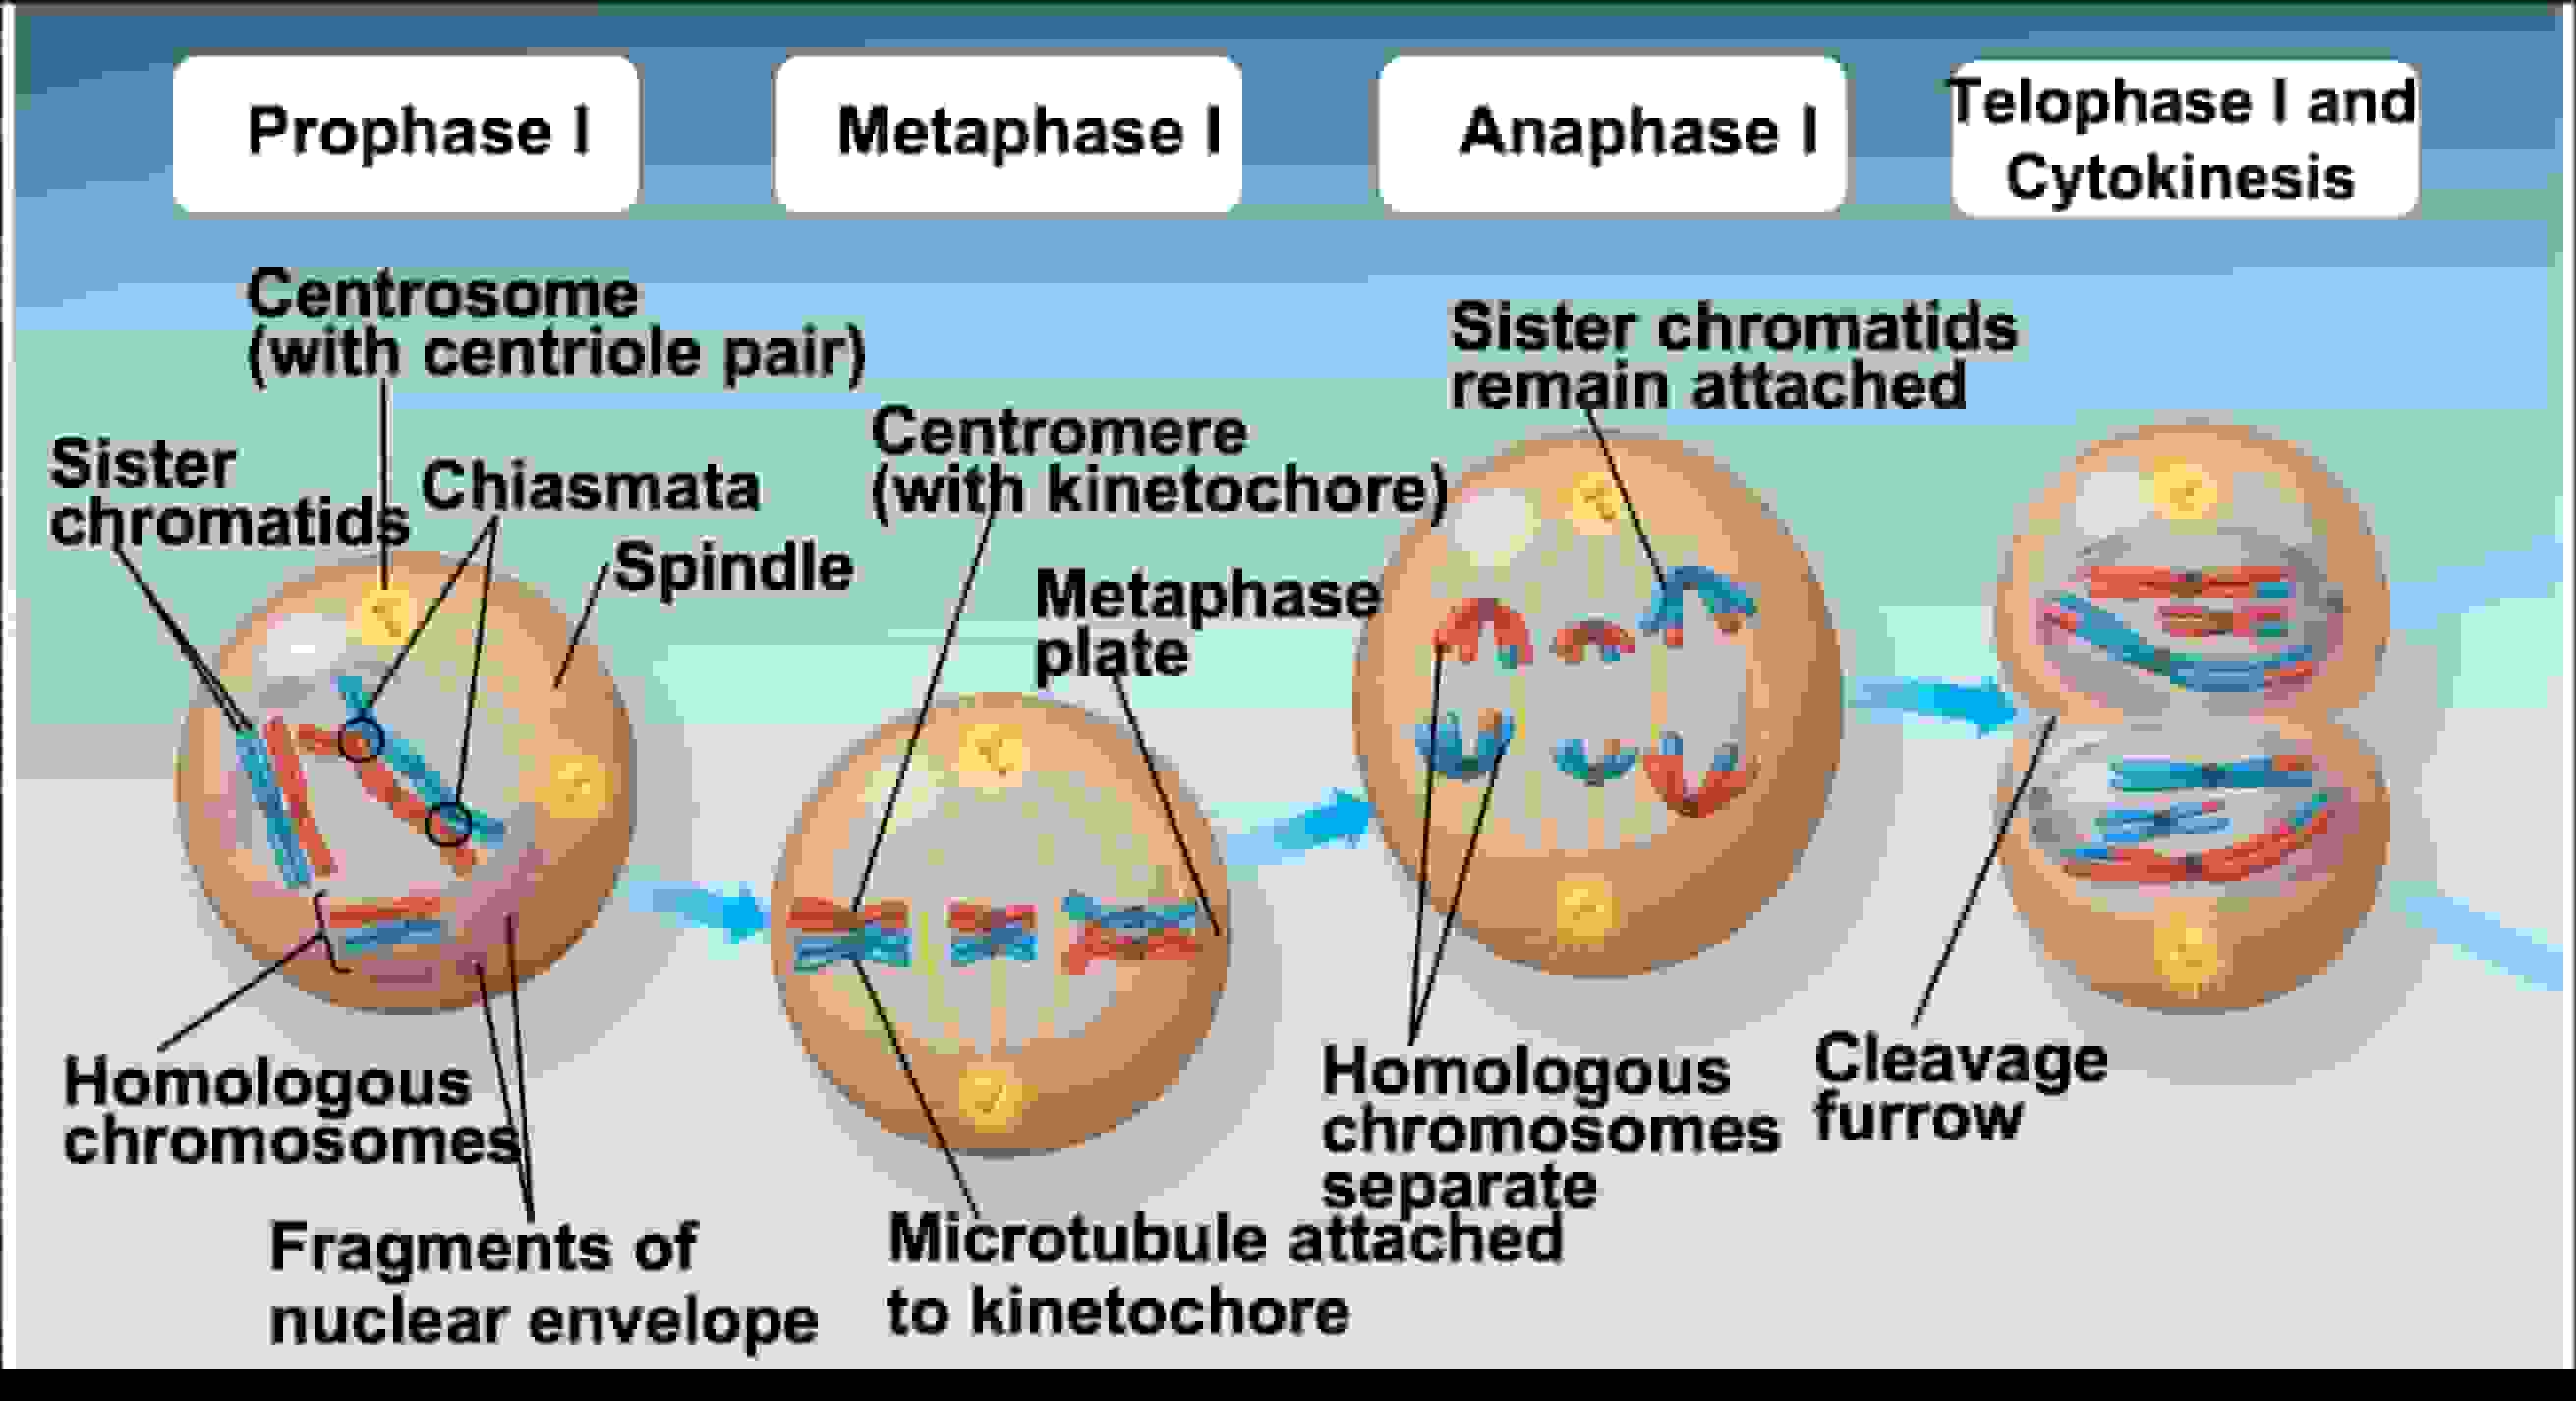 Prophase I
Metaphase I
Anaphase I
Telophase I and
Cytokinesis
Centrosome
(with centriole pair)
Sister
chromatids
Chiasmata
Spindle
Centromere
(with kinetochore)
Metaphase
plate
Sister chromatids
remain attached
Homologous
chromosomes
Fragments of
nuclear envelope
Microtubule attached
to kinetochore
Homologous
chromosomes
separate
Cleavage
furrow